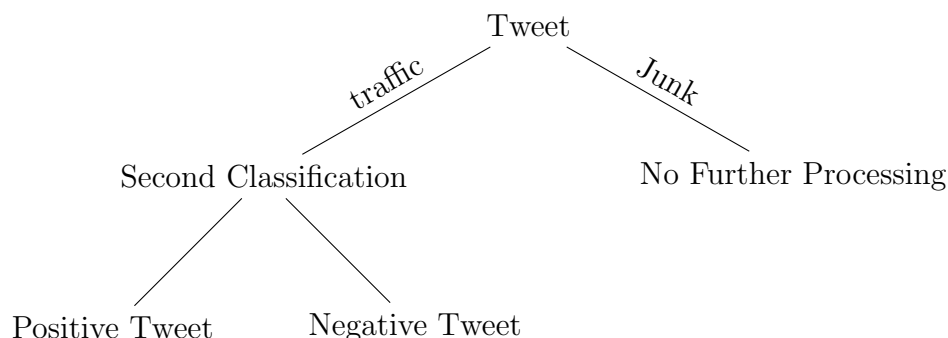 Tweet
traffic
Junk
Second Classification
No Further Processing
Positive Tweet
Negative Tweet